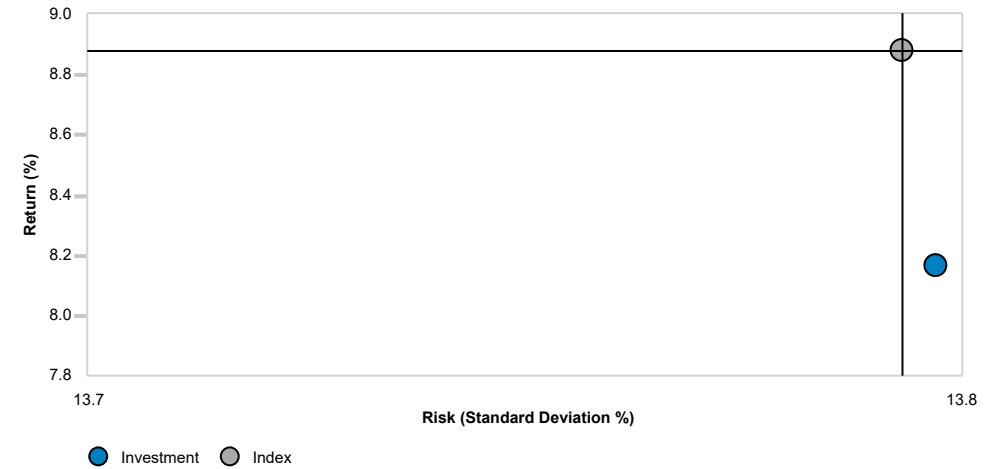 9.0
8.8
8.6
8.4
8.2
8.0
7.8
Return (%)
13.7
13.8
Risk (Standard Deviation %)
Investment
Index